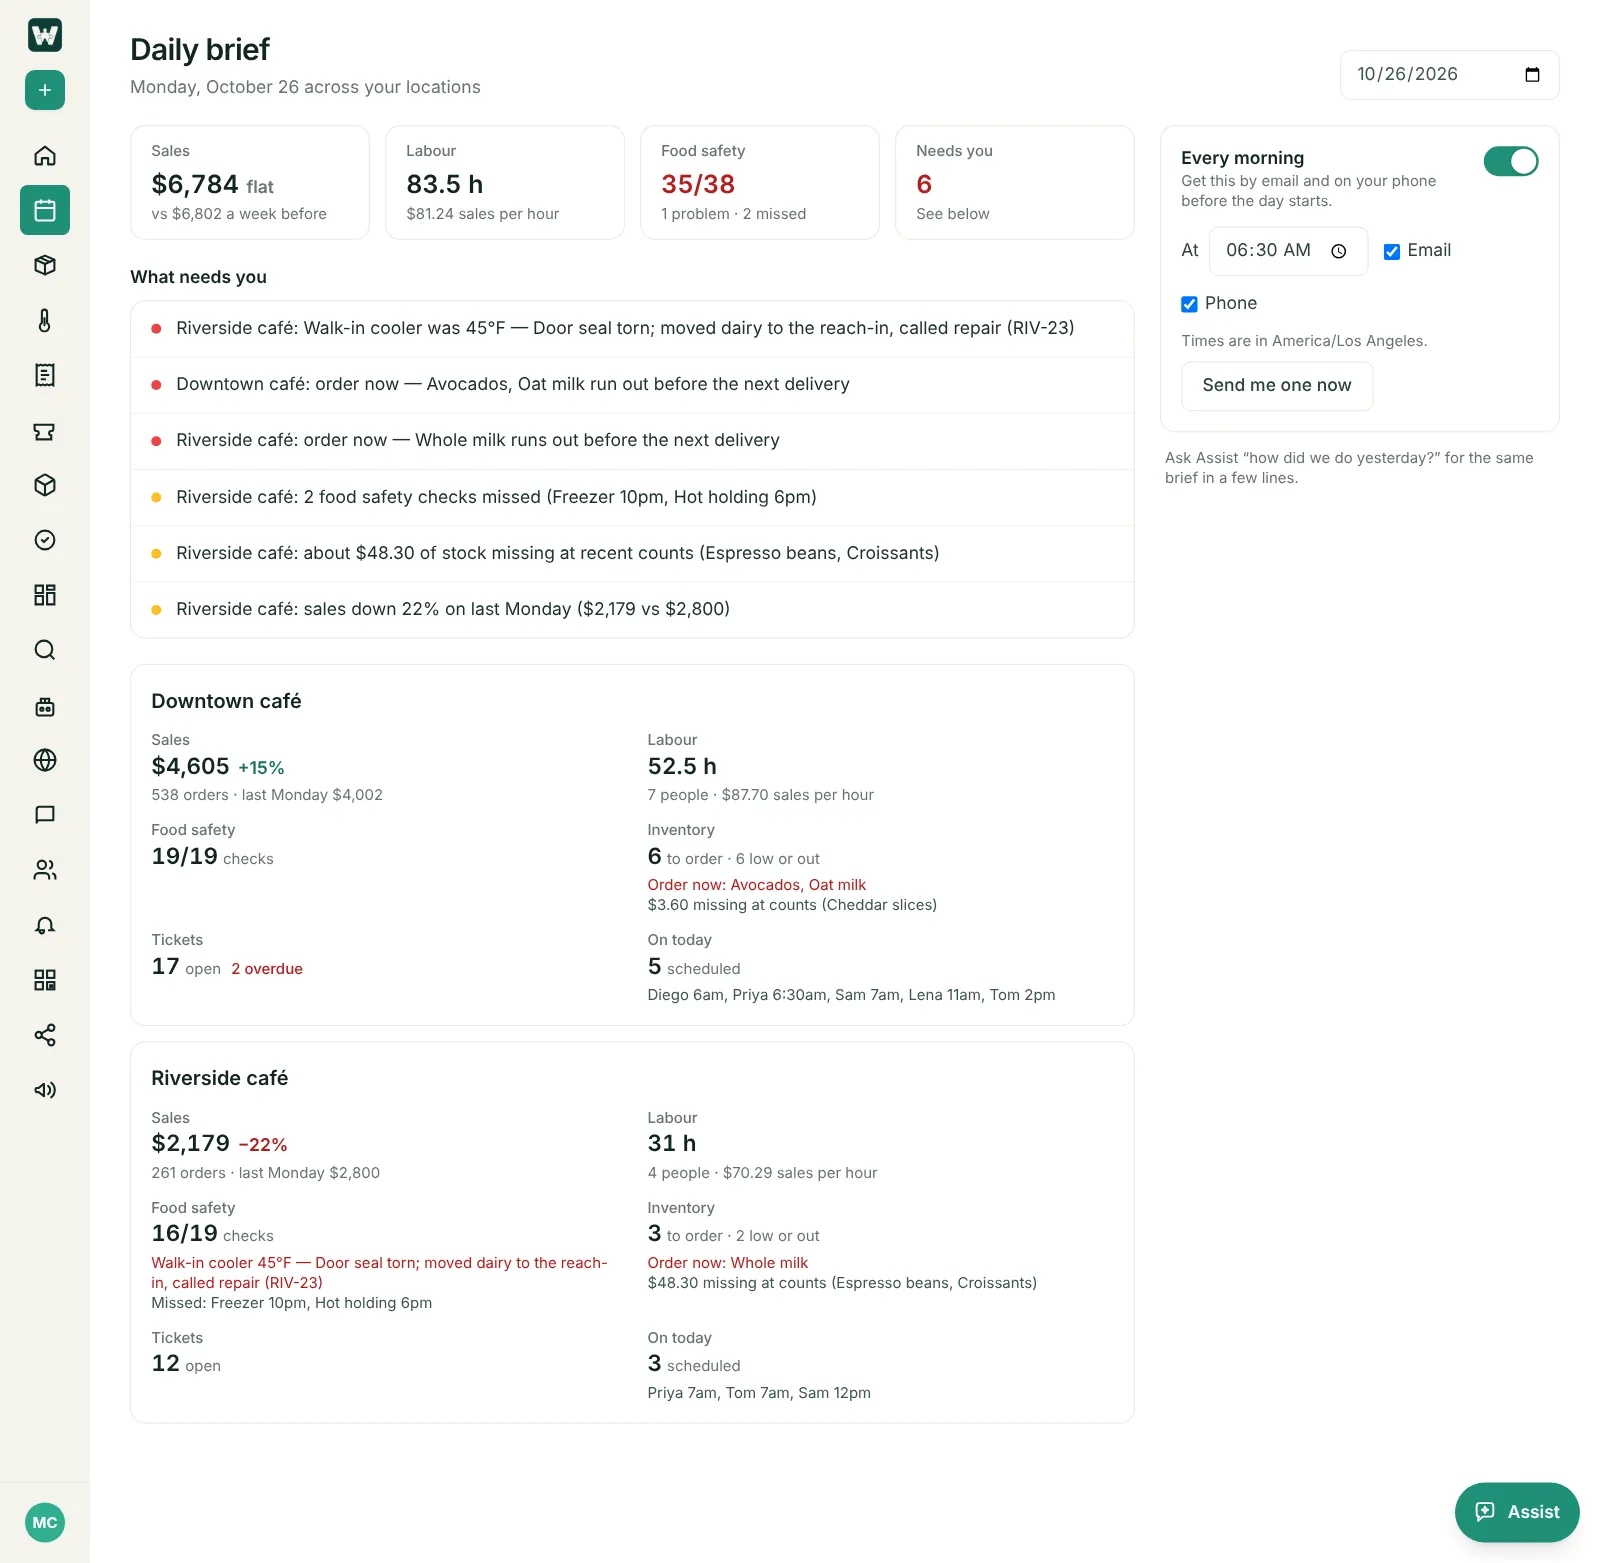 W
Daily brief
Monday, October 26 across your locations
10/26/2026
Sales
$6,784 flat
vs $6,802 a week before
Labour
83.5 h
$81.24 sales per hour
Food safety
35/38
1 problem · 2 missed
Needs you
6
See below
Every morning
Get this by email and on your phone
before the day starts.
At 06:30 AM Email
Phone
Times are in America/Los Angeles.
Send me one now
Ask Assist “how did we do yesterday?” for the same
brief in a few lines.
What needs you
Riverside café: Walk-in cooler was 45°F — Door seal torn; moved dairy to the reach-in, called repair (RIV-23)
Downtown café: order now — Avocados, Oat milk run out before the next delivery
Riverside café: order now — Whole milk runs out before the next delivery
Riverside café: 2 food safety checks missed (Freezer 10pm, Hot holding 6pm)
Riverside café: about $48.30 of stock missing at recent counts (Espresso beans, Croissants)
Riverside café: sales down 22% on last Monday ($2,179 vs $2,800)
Downtown café
Sales
$4,605 +15%
538 orders · last Monday $4,002
Labour
52.5 h
7 people · $87.70 sales per hour
Food safety
19/19 checks
Inventory
6 to order · 6 low or out
Order now: Avocados, Oat milk
$3.60 missing at counts (Cheddar slices)
Tickets
17 open 2 overdue
On today
5 scheduled
Diego 6am, Priya 6:30am, Sam 7am, Lena 11am, Tom 2pm
Riverside café
Sales
$2,179 −22%
261 orders · last Monday $2,800
Labour
31 h
4 people · $70.29 sales per hour
Food safety
16/19 checks
Walk-in cooler 45°F — Door seal torn; moved dairy to the reach-
in, called repair (RIV-23)
Missed: Freezer 10pm, Hot holding 6pm
Inventory
3 to order · 2 low or out
Order now: Whole milk
$48.30 missing at counts (Espresso beans, Croissants)
Tickets
12 open
On today
3 scheduled
Priya 7am, Tom 7am, Sam 12pm
MC
Assist